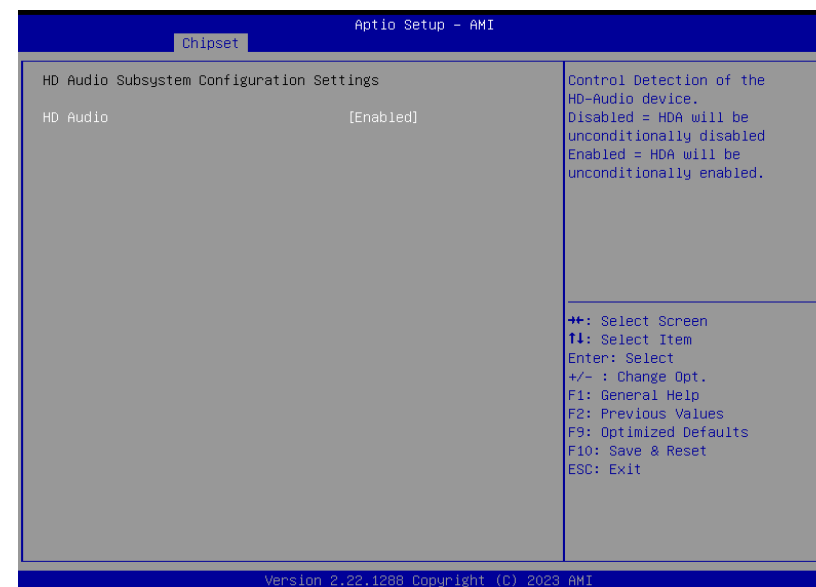 Aptio Setup - AMI
Chipset
HD Audio Subsystem Configuration Settings
HD Audio [Enabled]
Control Detection of the
HD-Audio device.
Disabled = HDA will be
unconditionally disabled
Enabled = HDA will be
unconditionally enabled.
→←: Select Screen
↑↓: Select Item
Enter: Select
+/- : Change Opt.
F1: General Help
F2: Previous Values
F9: Optimized Defaults
F10: Save & Reset
ESC: Exit
Version 2.22.1288 Copyright (C) 2023 AMI